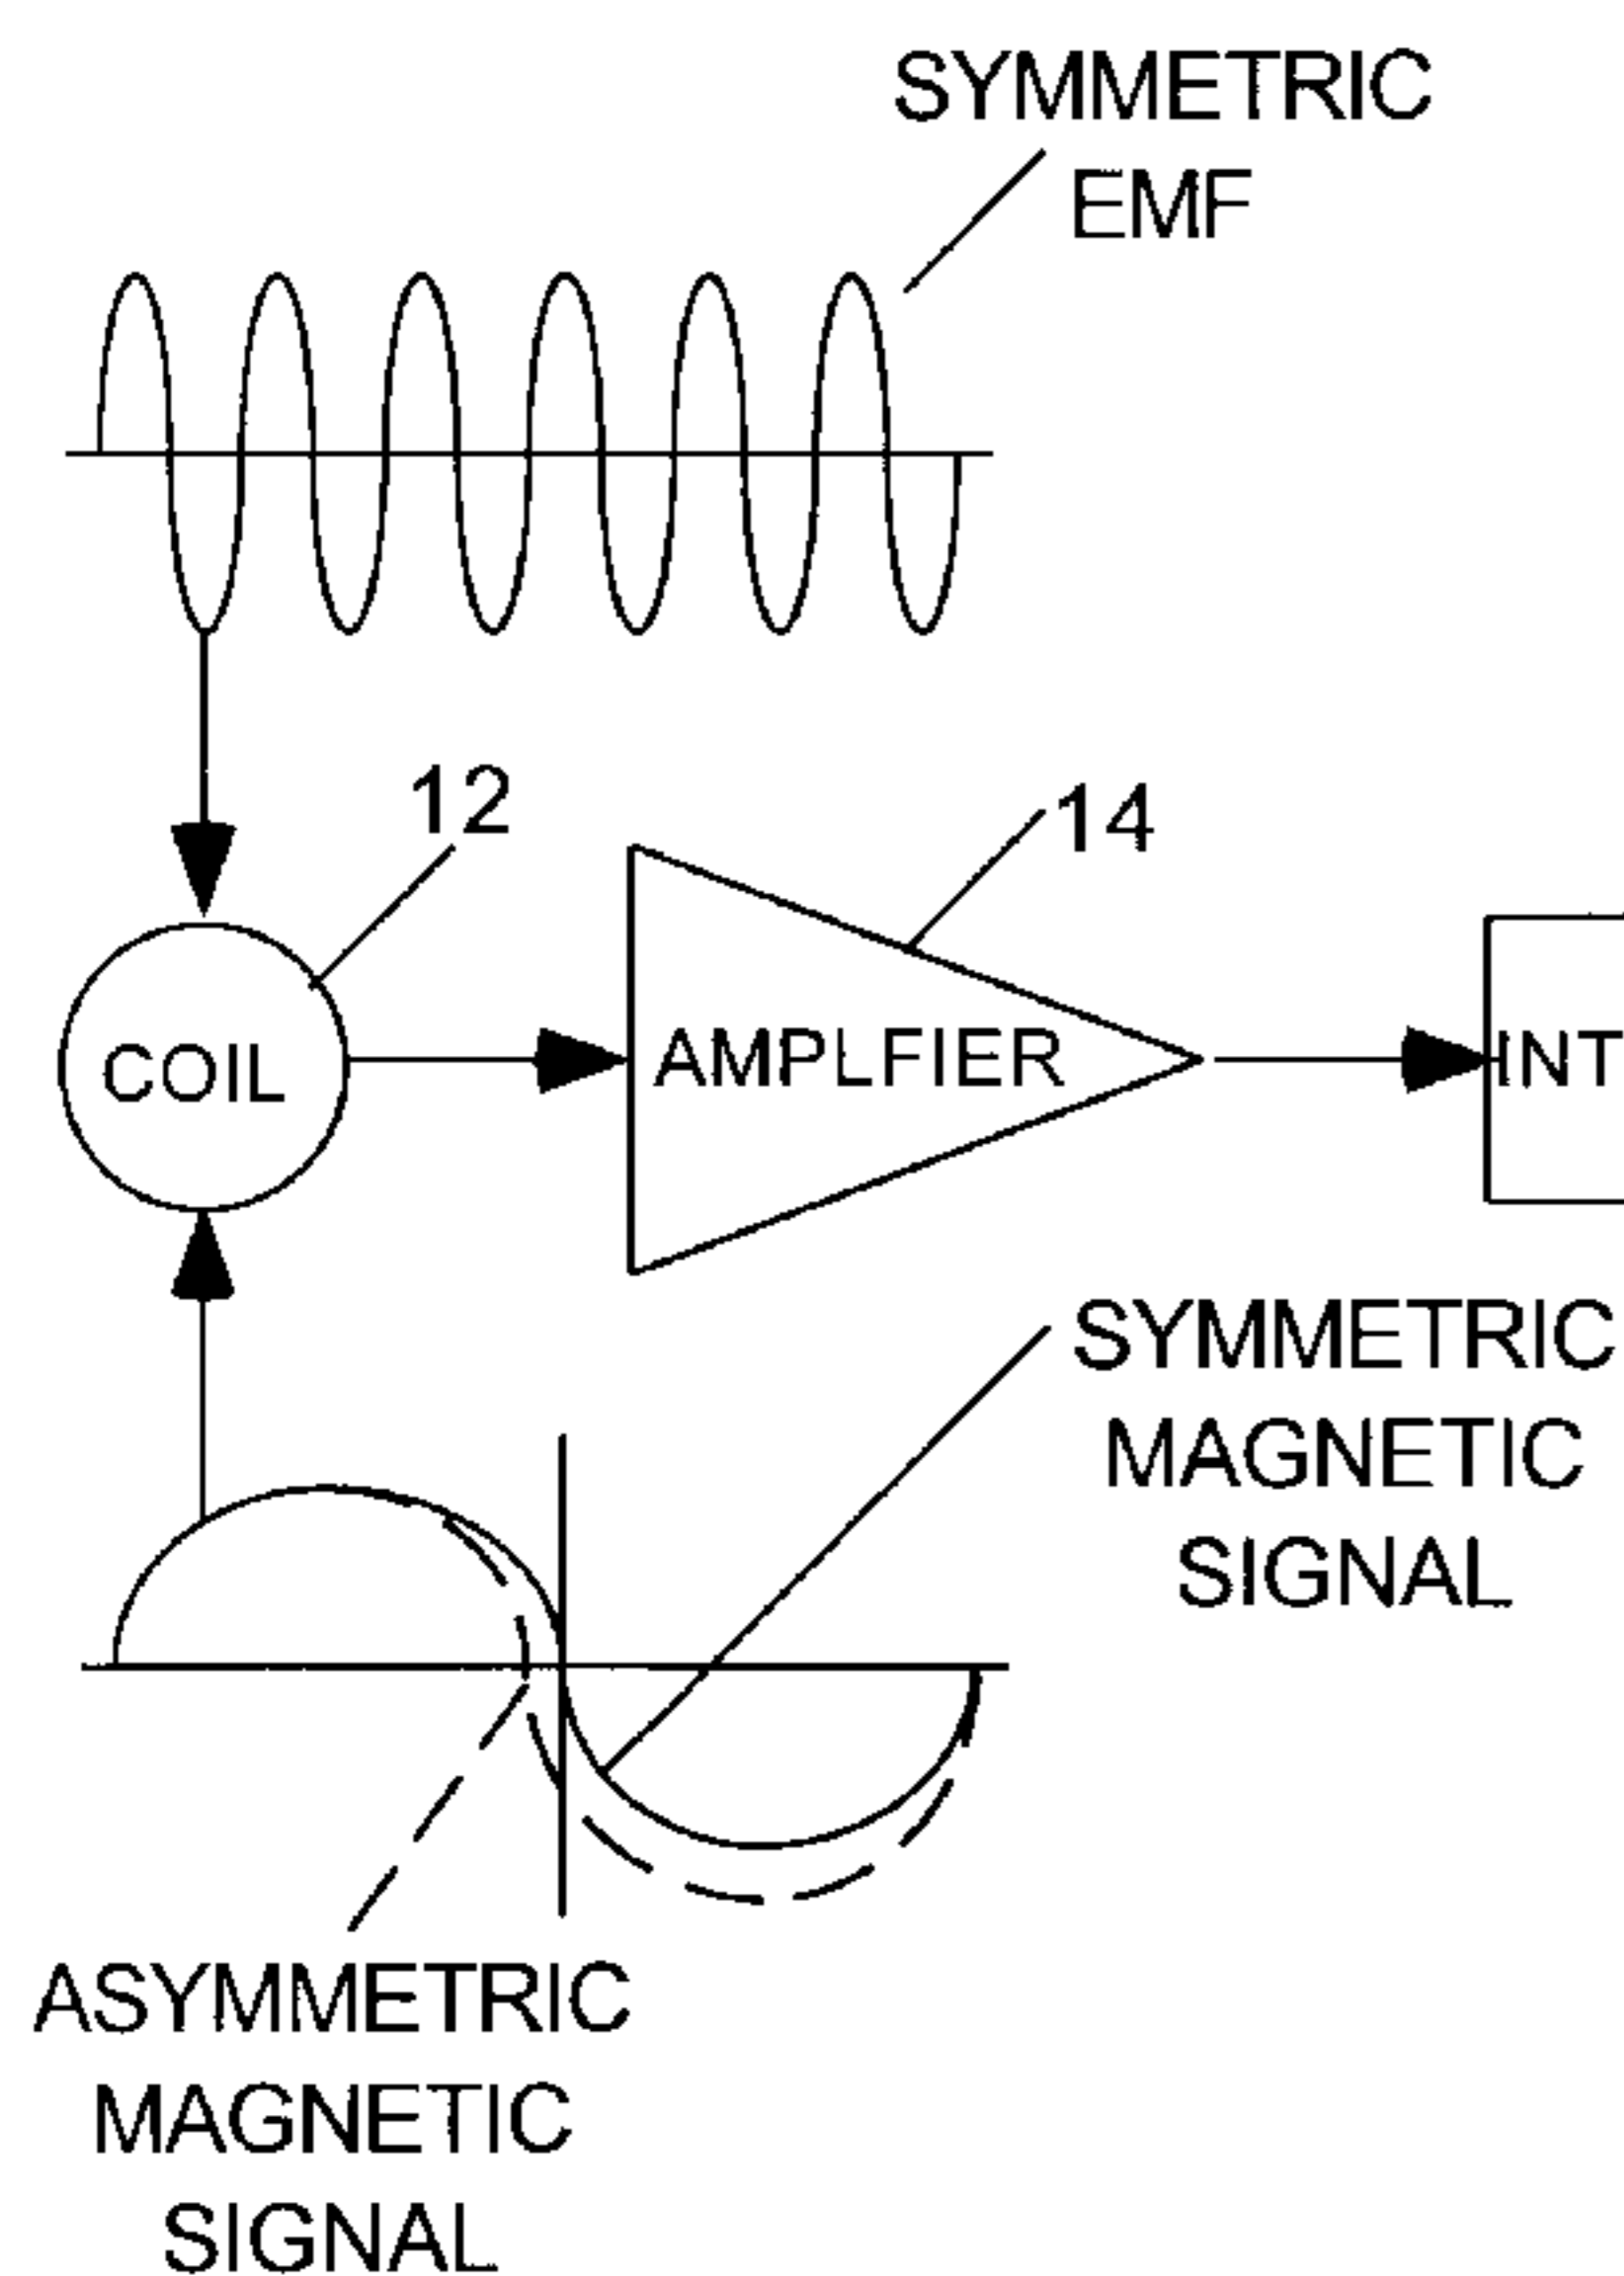 SYMMETRIC
EMF
12
14
COIL
AMPLFIER
INT
SYMMETRIC
MAGNETIC
SIGNAL
ASYMMETRIC
MAGNETIC
SIGNAL